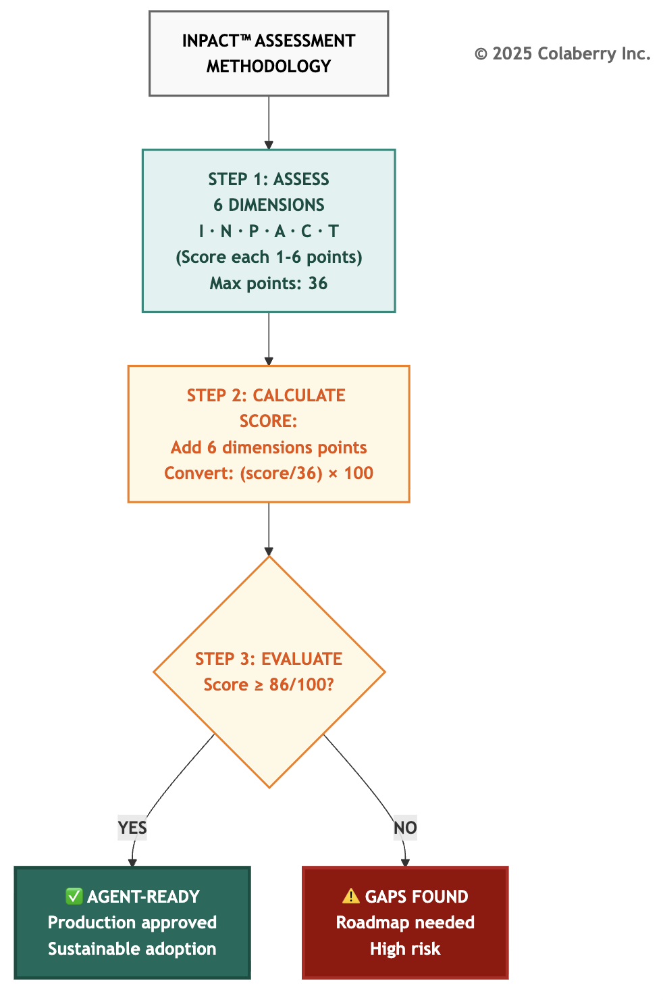 INPACT™ ASSESSMENT
METHODOLOGY
© 2025 Colaberry Inc.
STEP 1: ASSESS
6 DIMENSIONS
I · N · P · A · C · T
(Score each 1-6 points)
Max points: 36
STEP 2: CALCULATE
SCORE:
Add 6 dimensions points
Convert: (score/36) × 100
STEP 3: EVALUATE
Score ≥ 86/100?
YES
NO
✅ AGENT-READY
Production approved
Sustainable adoption
⚠️ GAPS FOUND
Roadmap needed
High risk